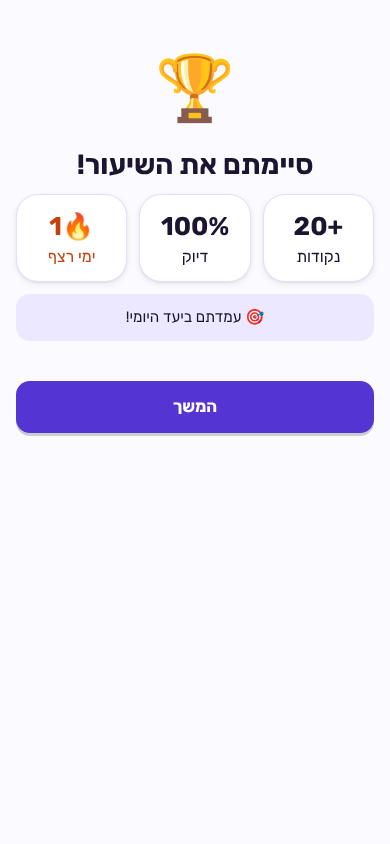 סיימתם את השיעור!
+20
נקודות
100%
דיוק
🔥1
ימי רצף
🎯 עמדתם ביעד היומי!
המשך